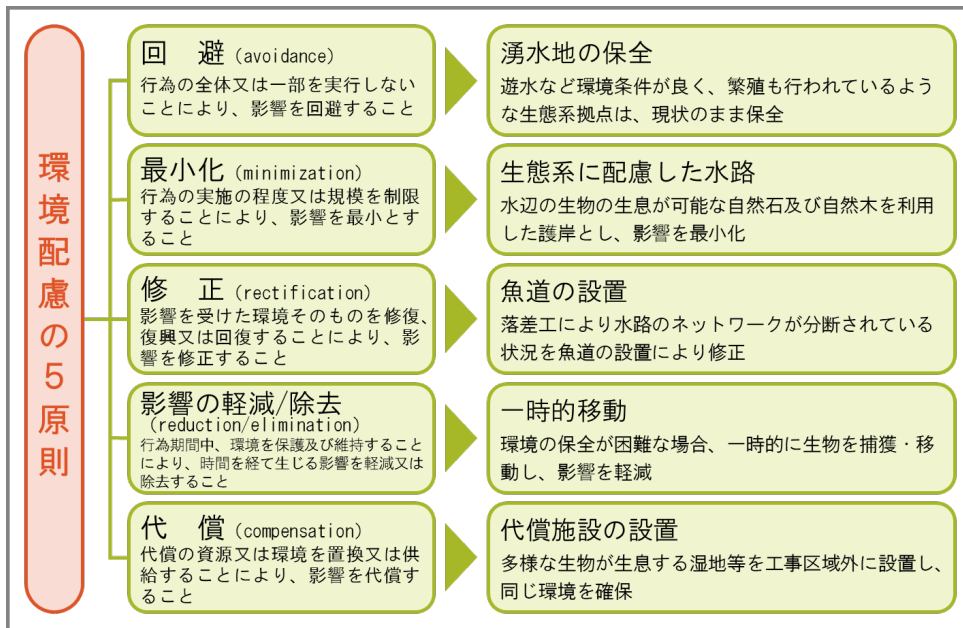 環境配慮の5原則
回　避（avoidance）
行為の全体又は一部を実行しない
ことにより、影響を回避すること
湧水地の保全
遊水など環境条件が良く、繁殖も行われているよう
な生態系拠点は、現状のまま保全
最小化（minimization）
行為の実施の程度又は規模を制限
することにより、影響を最小とす
ること
生態系に配慮した水路
水辺の生物の生息が可能な自然石及び自然木を利用
した護岸とし、影響を最小化
修　正（rectification）
影響を受けた環境そのものを修復、
復興又は回復することにより、影
響を修正すること
魚道の設置
落差工により水路のネットワークが分断されている
状況を魚道の設置により修正
影響の軽減/除去
（reduction/elimination）
行為期間中、環境を保護及び維持すること
により、時間を経て生じる影響を軽減又は
除去すること
一時的移動
環境の保全が困難な場合、一時的に生物を捕獲・移
動し、影響を軽減
代　償（compensation）
代償の資源又は環境を置換又は供
給することにより、影響を代償す
ること
代償施設の設置
多様な生物が生息する湿地等を工事区域外に設置し、
同じ環境を確保